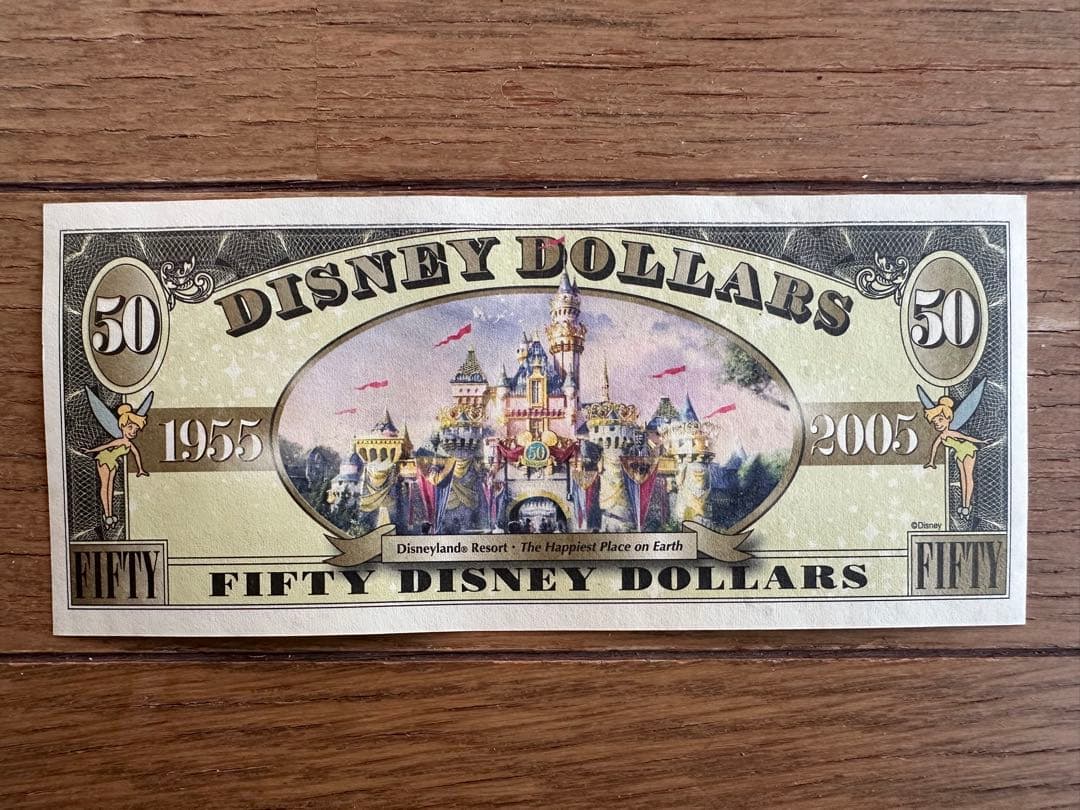 DISNEY DOLLARS
50
50
1955
2005
50
©Disney
Disneyland® Resort · The Happiest Place on Earth
FIFTY
FIFTY
FIFTY DISNEY DOLLARS